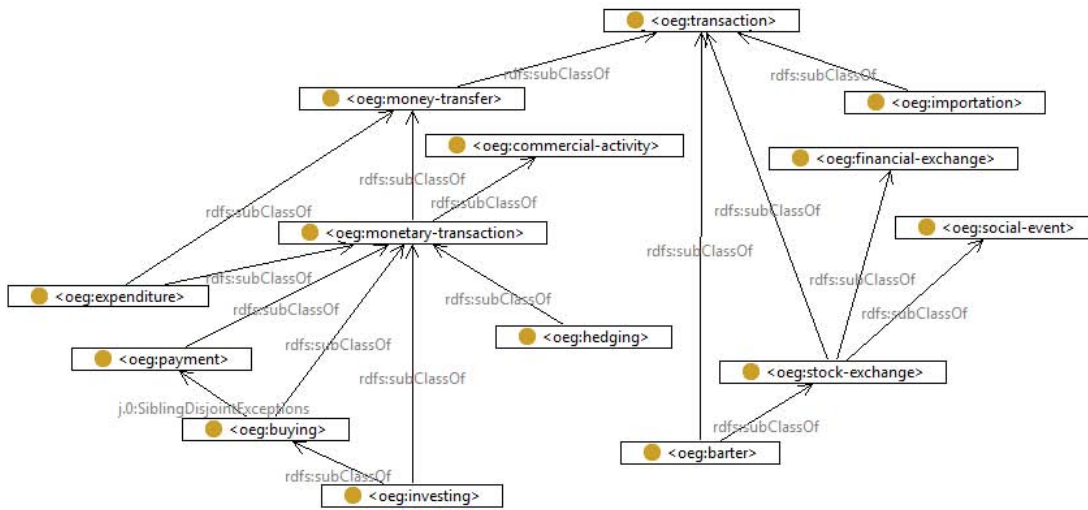 <oeg:transaction>
rdfs:subClassOf
rdfs:subClassOf
<oeg:money-transfer>
<oeg:importation>
<oeg:commercial-activity>
<oeg:financial-exchange>
rdfs:subClassOf
rdfs:subClassOf
rdfs:subClassOf
rdfs:subClassOf
<oeg:monetary-transaction>
<oeg:social-event>
rdfs:subClassOf
rdfs:subClassOf
rdfs:subClassOf
<oeg:expenditure>
rdfs:subClassOf
rdfs:subClassOf
rdfs:subClassOf
<oeg:hedging>
rdfs:subClassOf
<oeg:payment>
rdfs:subClassOf
<oeg:stock-exchange>
j.0:SiblingDisjointExceptions
<oeg:buying>
rdfs:subClassOf
<oeg:barter>
rdfs:subClassOf
<oeg:investing>